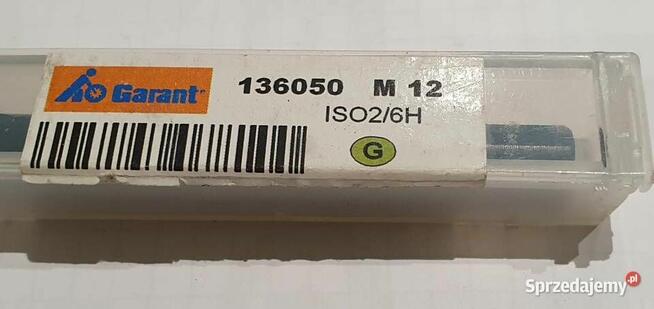 Garant 136050 M 12
ISO2/6H
G
Sprzedajemy.pl